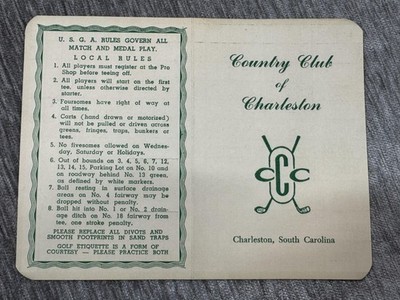 U. S. G. A. RULES GOVERN ALL
MATCH AND MEDAL PLAY.
LOCAL RULES
1. All players must register at the Pro
Shop before teeing off.
2. All players will start on the first
tee, unless otherwise directed by
starter.
3. Foursomes have right of way at
all times.
4. Carts (hand drawn or motored)
will not be pulled or driven across
greens, fringes, traps, bunkers or
tees.
5. No fivesomes allowed on Wednes-
day, Saturday or Holidays.
6. Out of bounds on 3, 4, 5, 6, 7, 12,
13, 14, 15. Parking Lot on No. 10 and
on roadway behind No. 13 green,
as defined by white markers.
7. Ball resting in surface drainage
areas on No. 4 fairway may be
dropped without penalty.
8. Ball hit into No. 1 or No. 2 drain-
age ditch on No. 18 fairway from
tee, one stroke penalty.
PLEASE REPLACE ALL DIVOTS AND
SMOOTH FOOTPRINTS IN SAND TRAPS
GOLF ETIQUETTE IS A FORM OF
COURTESY — PLEASE PRACTICE BOTH
Country Club
of
Charleston
CCC
Charleston, South Carolina